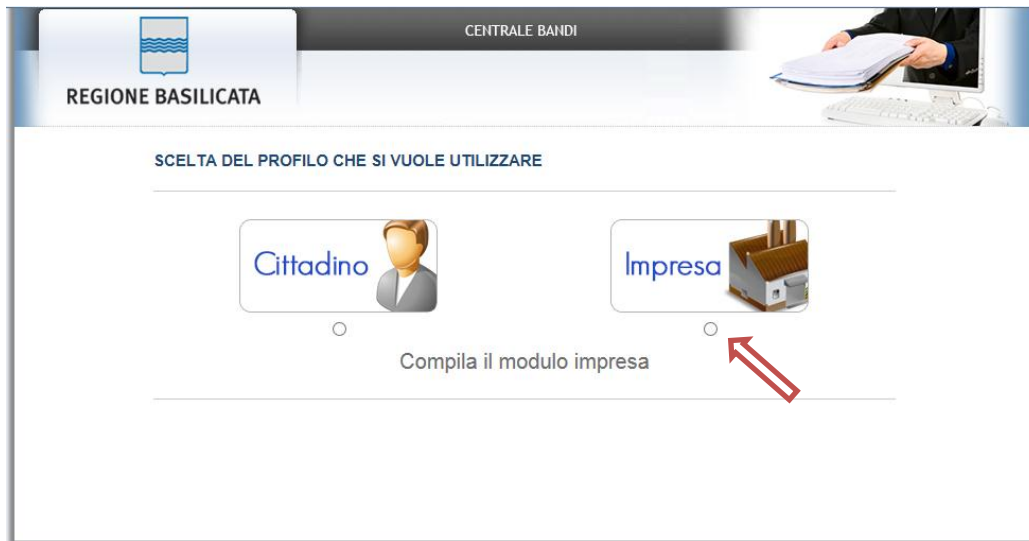 CENTRALE BANDI
REGIONE BASILICATA
SCELTA DEL PROFILO CHE SI VUOLE UTILIZZARE
Cittadino
Impresa
Compila il modulo impresa